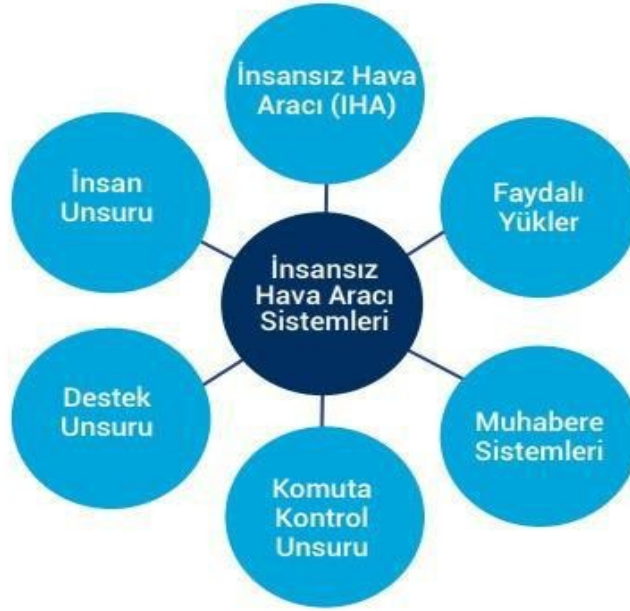 İnsansız Hava
Aracı (IHA)
İnsan
Unsuru
Faydalı
Yükler
İnsansız
Hava Aracı
Sistemleri
Destek
Unsuru
Muhabere
Sistemleri
Komuta
Kontrol
Unsuru